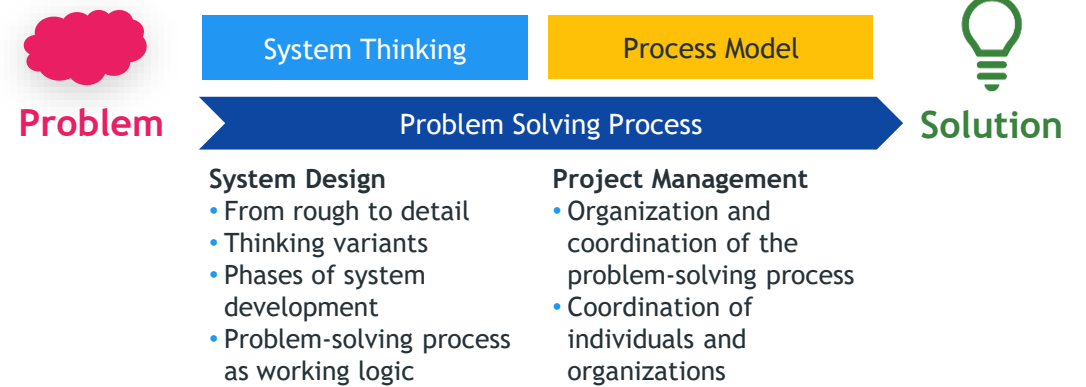 System Thinking
Process Model
Problem
Problem Solving Process
Solution
System Design
• From rough to detail
• Thinking variants
• Phases of system
development
• Problem-solving process
as working logic
Project Management
• Organization and
coordination of the
problem-solving process
• Coordination of
individuals and
organizations